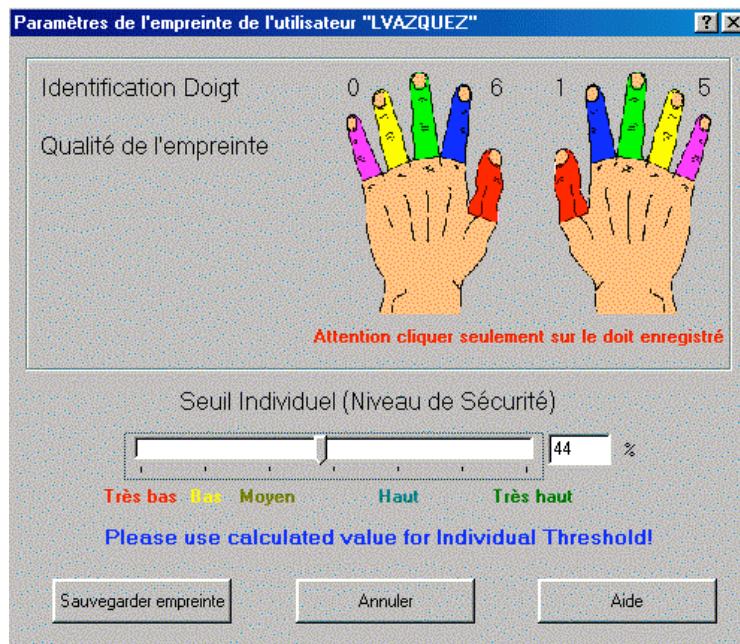 Paramètres de l'empreinte de l'utilisateur "LVAZQUEZ"
Identification Doigt 0 6 1 5
Qualité de l'empreinte
Attention cliquer seulement sur le doit enregistré
Seuil Individuel (Niveau de Sécurité)
44 %
Très bas Bas Moyen Haut Très haut
Please use calculated value for Individual Threshold!
Sauvegarder empreinte Annuler Aide